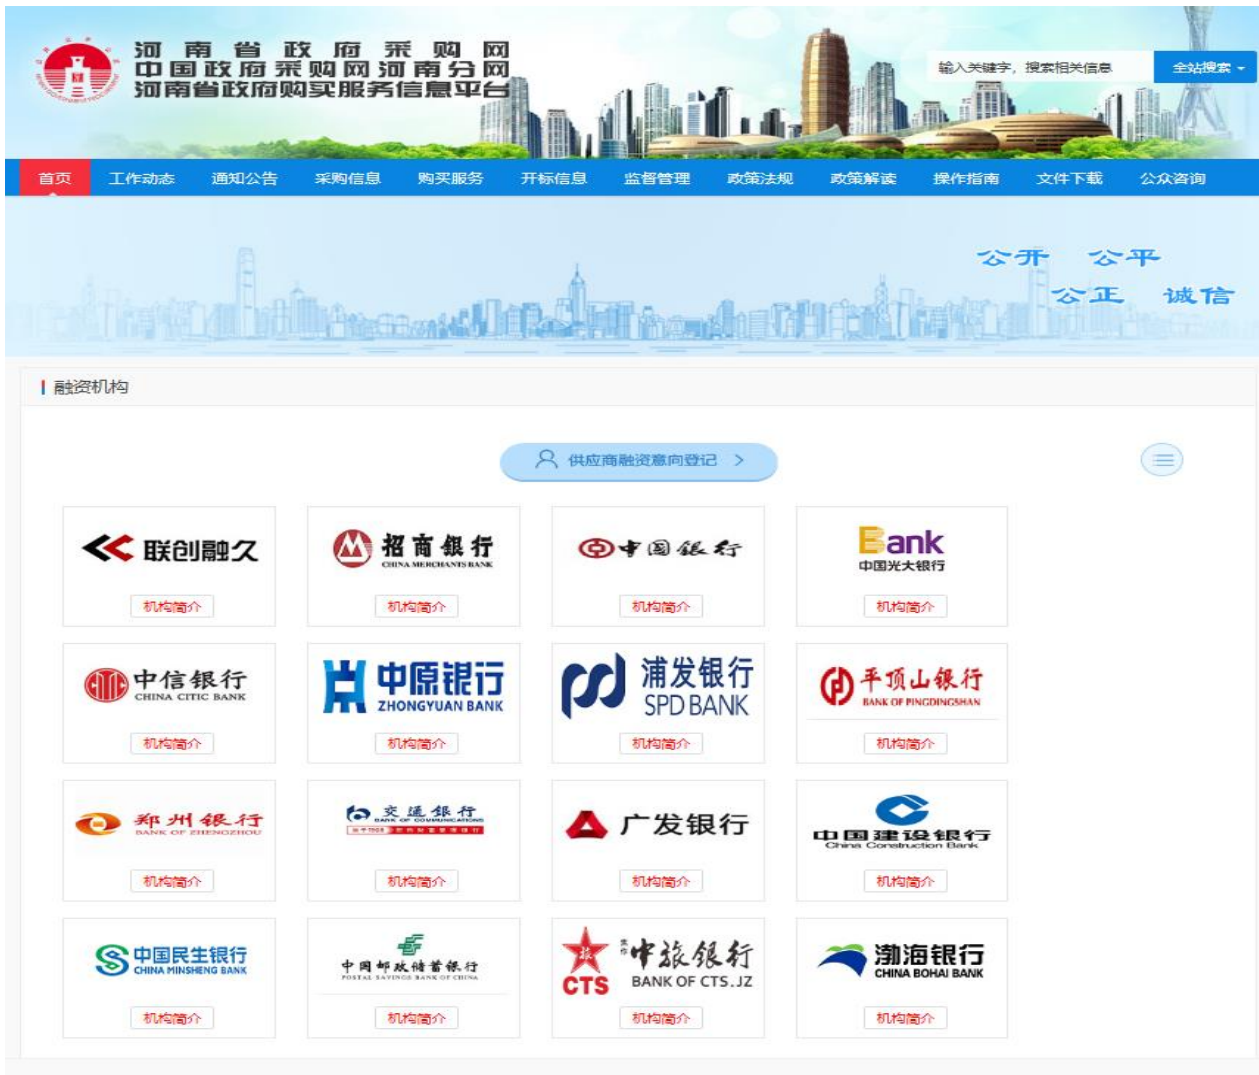 河南省政府采购网
中国政府采购网河南分网
河南省政府购买服务信息平台
输入关键字，搜索相关信息 全站搜索
首页 工作动态 通知公告 采购信息 购买服务 开标信息 监督管理 政策法规 政策解读 操作指南 文件下载 公众咨询
公开 公平
公正 诚信
融资机构
供应商融资意向登记 >
联创融久
招商银行
CHINA MERCHANTS BANK
中国银行
Bank
中国光大银行
机构简介 机构简介 机构简介 机构简介
中信银行
CHINA CITIC BANK
中原银行
ZHONGYUAN BANK
浦发银行
SPD BANK
平顶山银行
BANK OF PINGDINGSHAN
机构简介 机构简介 机构简介 机构简介
郑州银行
BANK OF ZHENGZHOU
交通银行
BANK OF COMMUNICATIONS
广发银行
中国建设银行
China Construction Bank
机构简介 机构简介 机构简介 机构简介
中国民生银行
CHINA MINSHENG BANK
中国邮政储蓄银行
POSTAL SAVINGS BANK OF CHINA
旅
CTS
焦作中旅银行
BANK OF CTS.JZ
渤海银行
CHINA BOHAI BANK
机构简介 机构简介 机构简介 机构简介